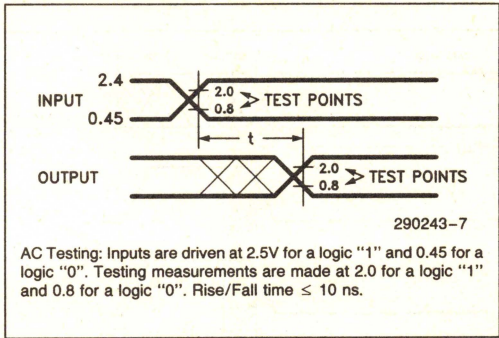 2.4
INPUT
0.45
2.0
0.8
TEST POINTS
t
OUTPUT
2.0
0.8
TEST POINTS
290243–7
AC Testing: Inputs are driven at 2.5V for a logic “1” and 0.45 for a
logic “0”. Testing measurements are made at 2.0 for a logic “1”
and 0.8 for a logic “0”. Rise/Fall time ≤ 10 ns.